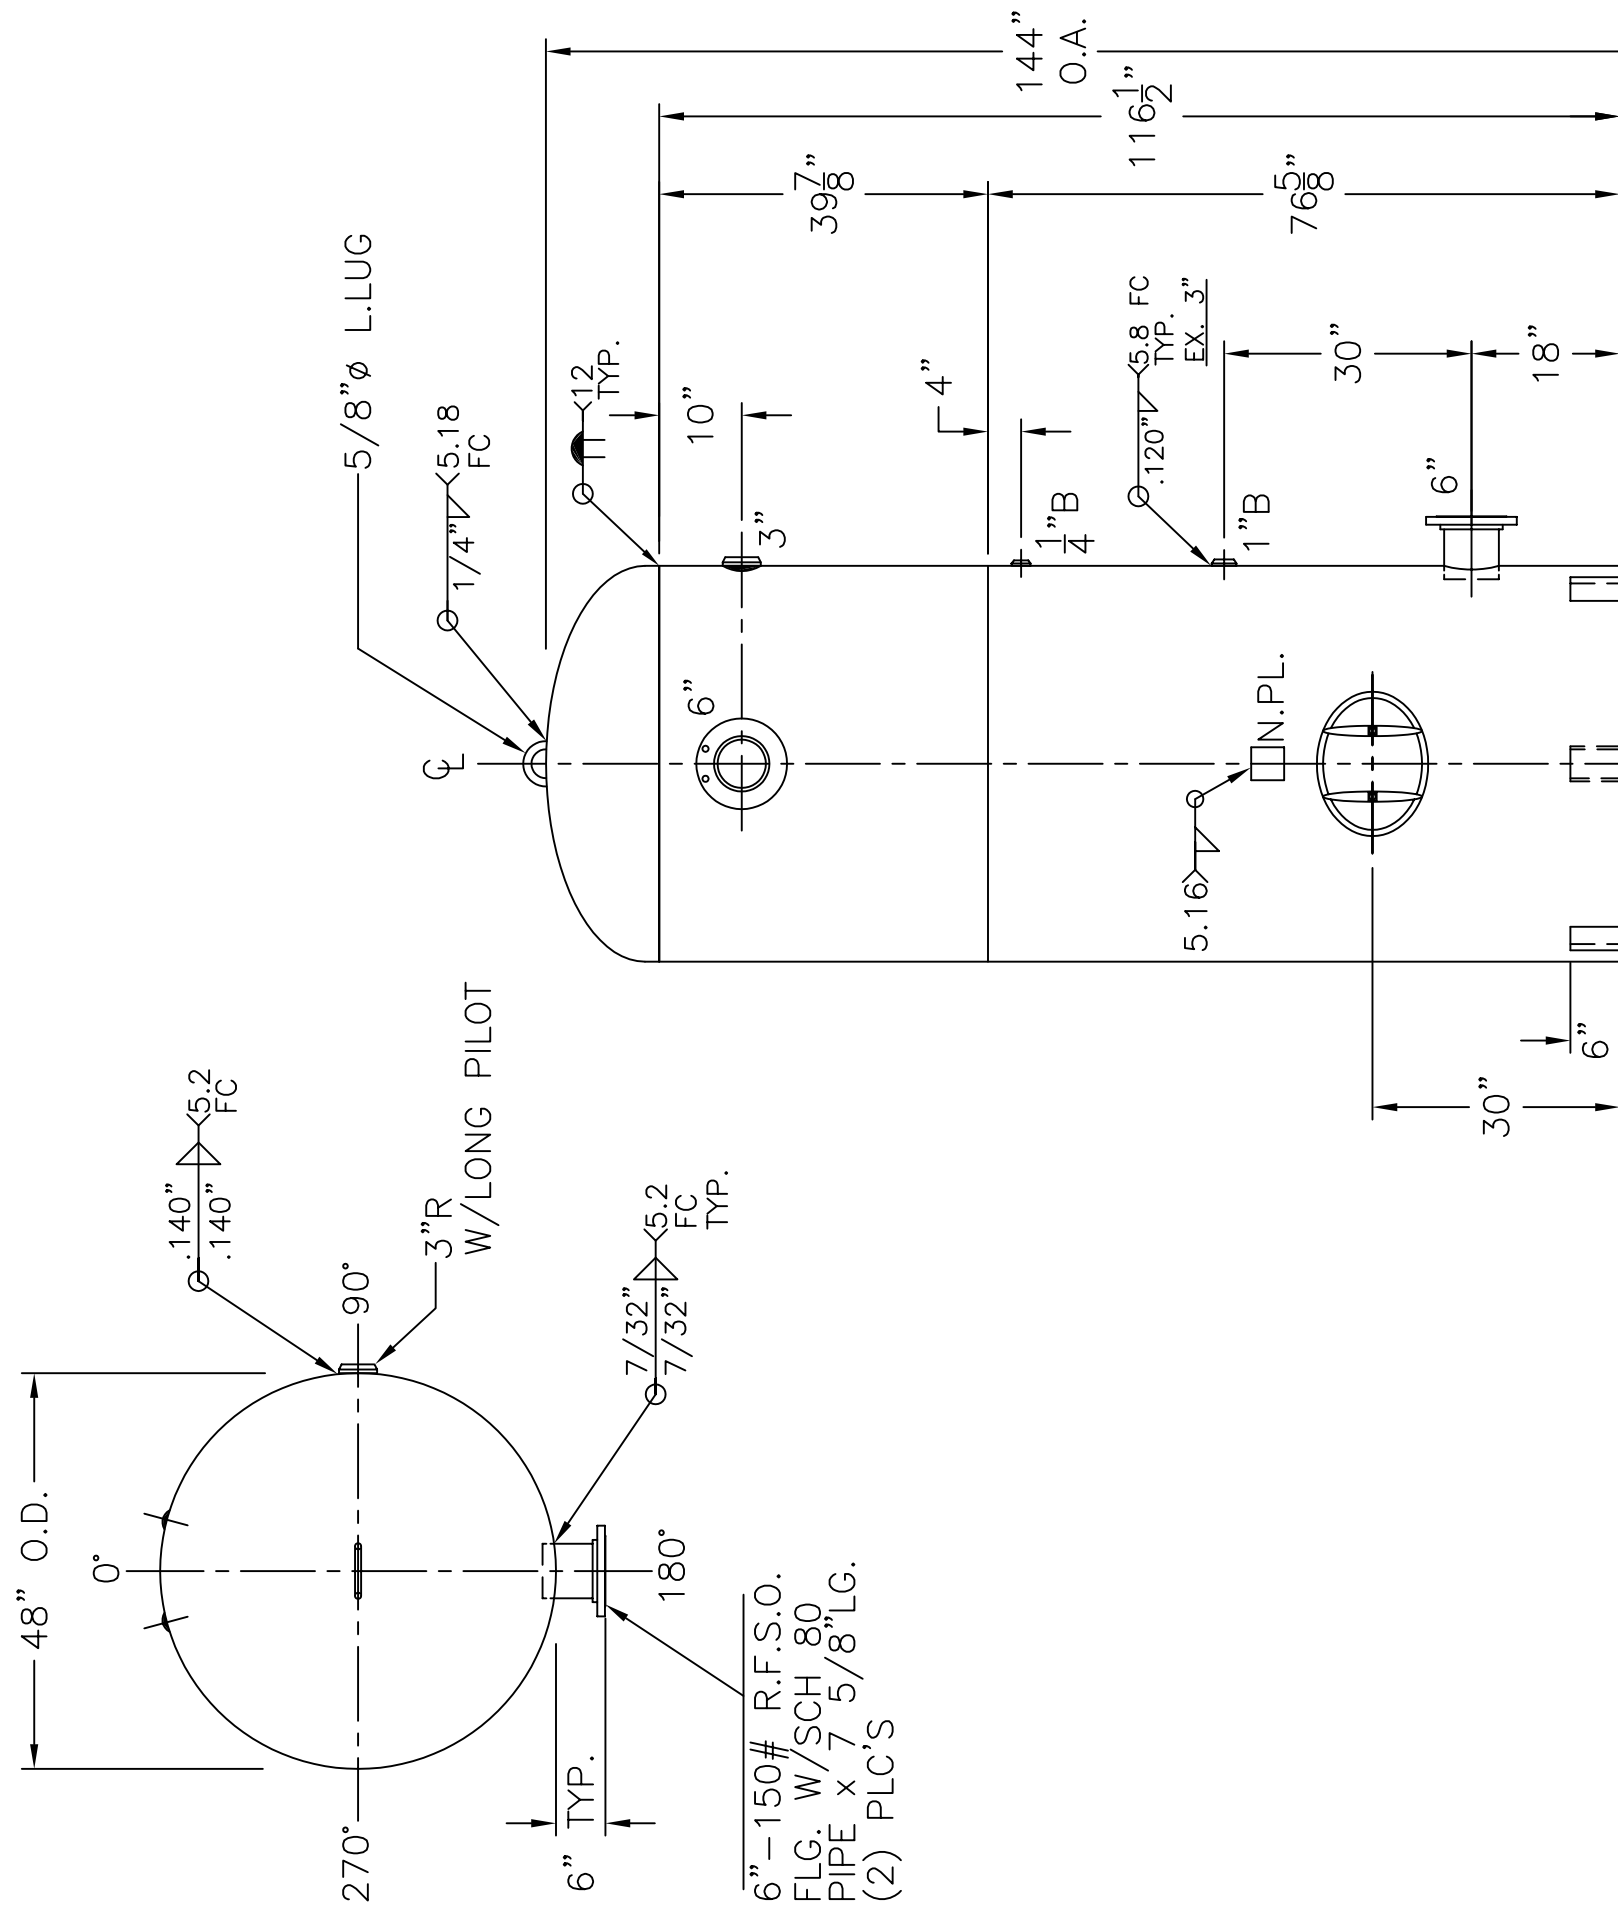 48” O.D.
0°
90°
180°
270°
.140”
.140”
5.2
FC
3”R
W/LONG PILOT
7/32”
7/32”
5.2
FC
TYP.
6” TYP.
6”-150# R.F.S.O.
FLG. W/SCH 80
PIPE x 7 5/8”LG.
(2) PLC'S
5/8”ø L.LUG
1/4”
5.18
FC
CL
12
TYP.
144”
O.A.
116 1/2”
39 7/8”
76 5/8”
10”
3”
6”
4”
1/4”B
.120”
5.8 FC
TYP.
EX. 3”
1”B
30”
18”
6”
N.PL.
5.16
6”
30”